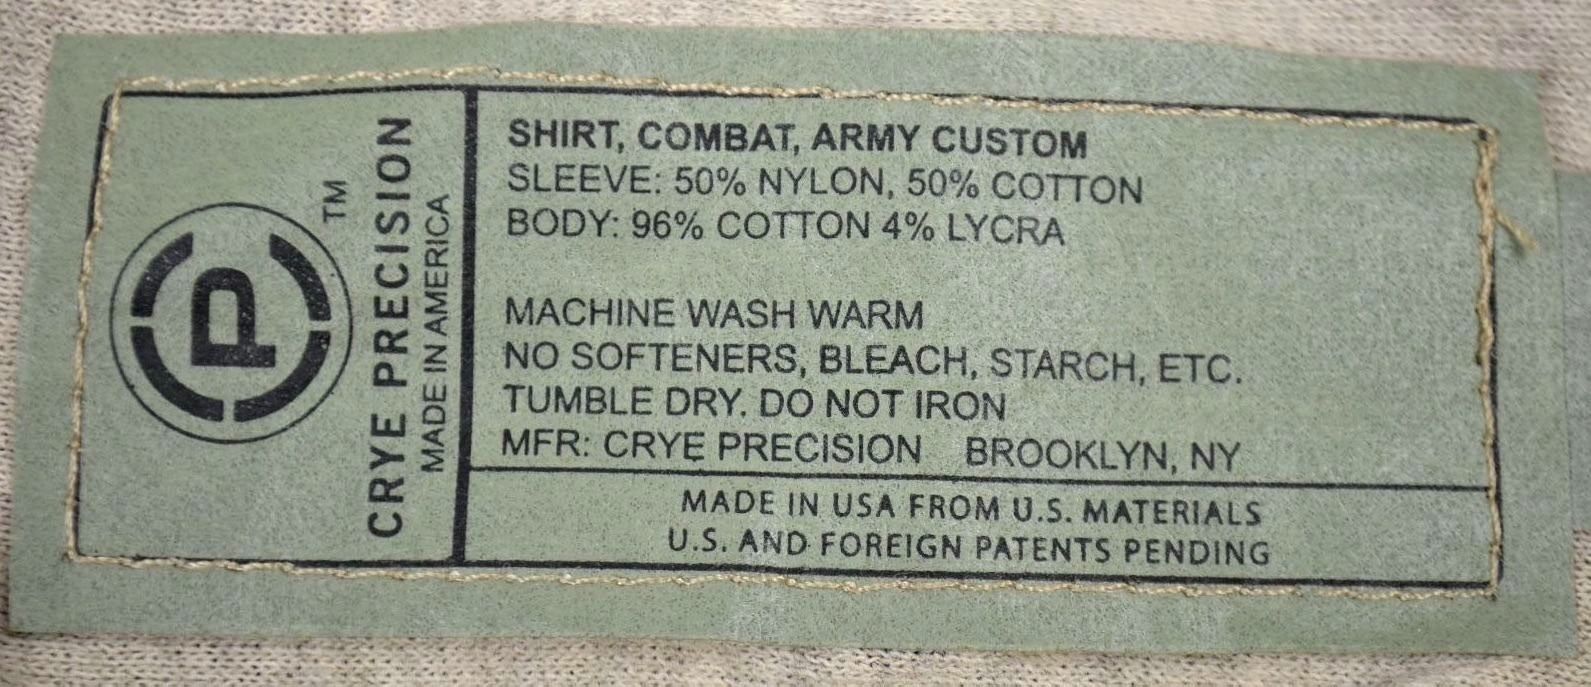 P
TM
CRYE PRECISION
MADE IN AMERICA
SHIRT, COMBAT, ARMY CUSTOM
SLEEVE: 50% NYLON, 50% COTTON
BODY: 96% COTTON 4% LYCRA
MACHINE WASH WARM
NO SOFTENERS, BLEACH, STARCH, ETC.
TUMBLE DRY. DO NOT IRON
MFR: CRYE PRECISION BROOKLYN, NY
MADE IN USA FROM U.S. MATERIALS
U.S. AND FOREIGN PATENTS PENDING